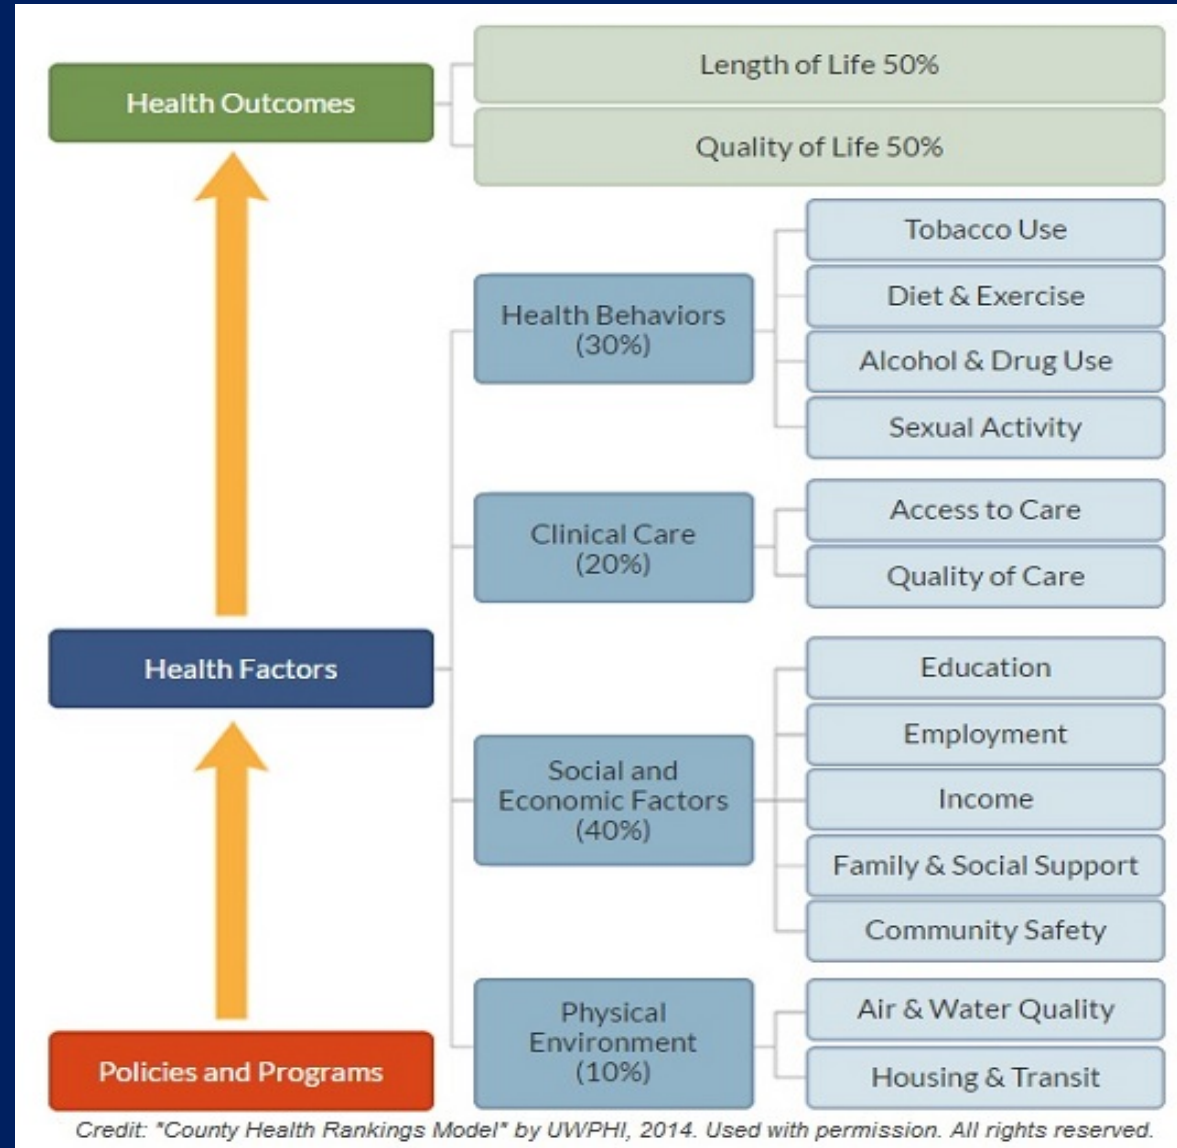 Health Outcomes
Length of Life 50%
Quality of Life 50%
Health Factors
Health Behaviors
(30%)
Tobacco Use
Diet & Exercise
Alcohol & Drug Use
Sexual Activity
Clinical Care
(20%)
Access to Care
Quality of Care
Social and
Economic Factors
(40%)
Education
Employment
Income
Family & Social Support
Community Safety
Physical
Environment
(10%)
Air & Water Quality
Housing & Transit
Policies and Programs
Credit: "County Health Rankings Model" by UWPHI, 2014. Used with permission. All rights reserved.